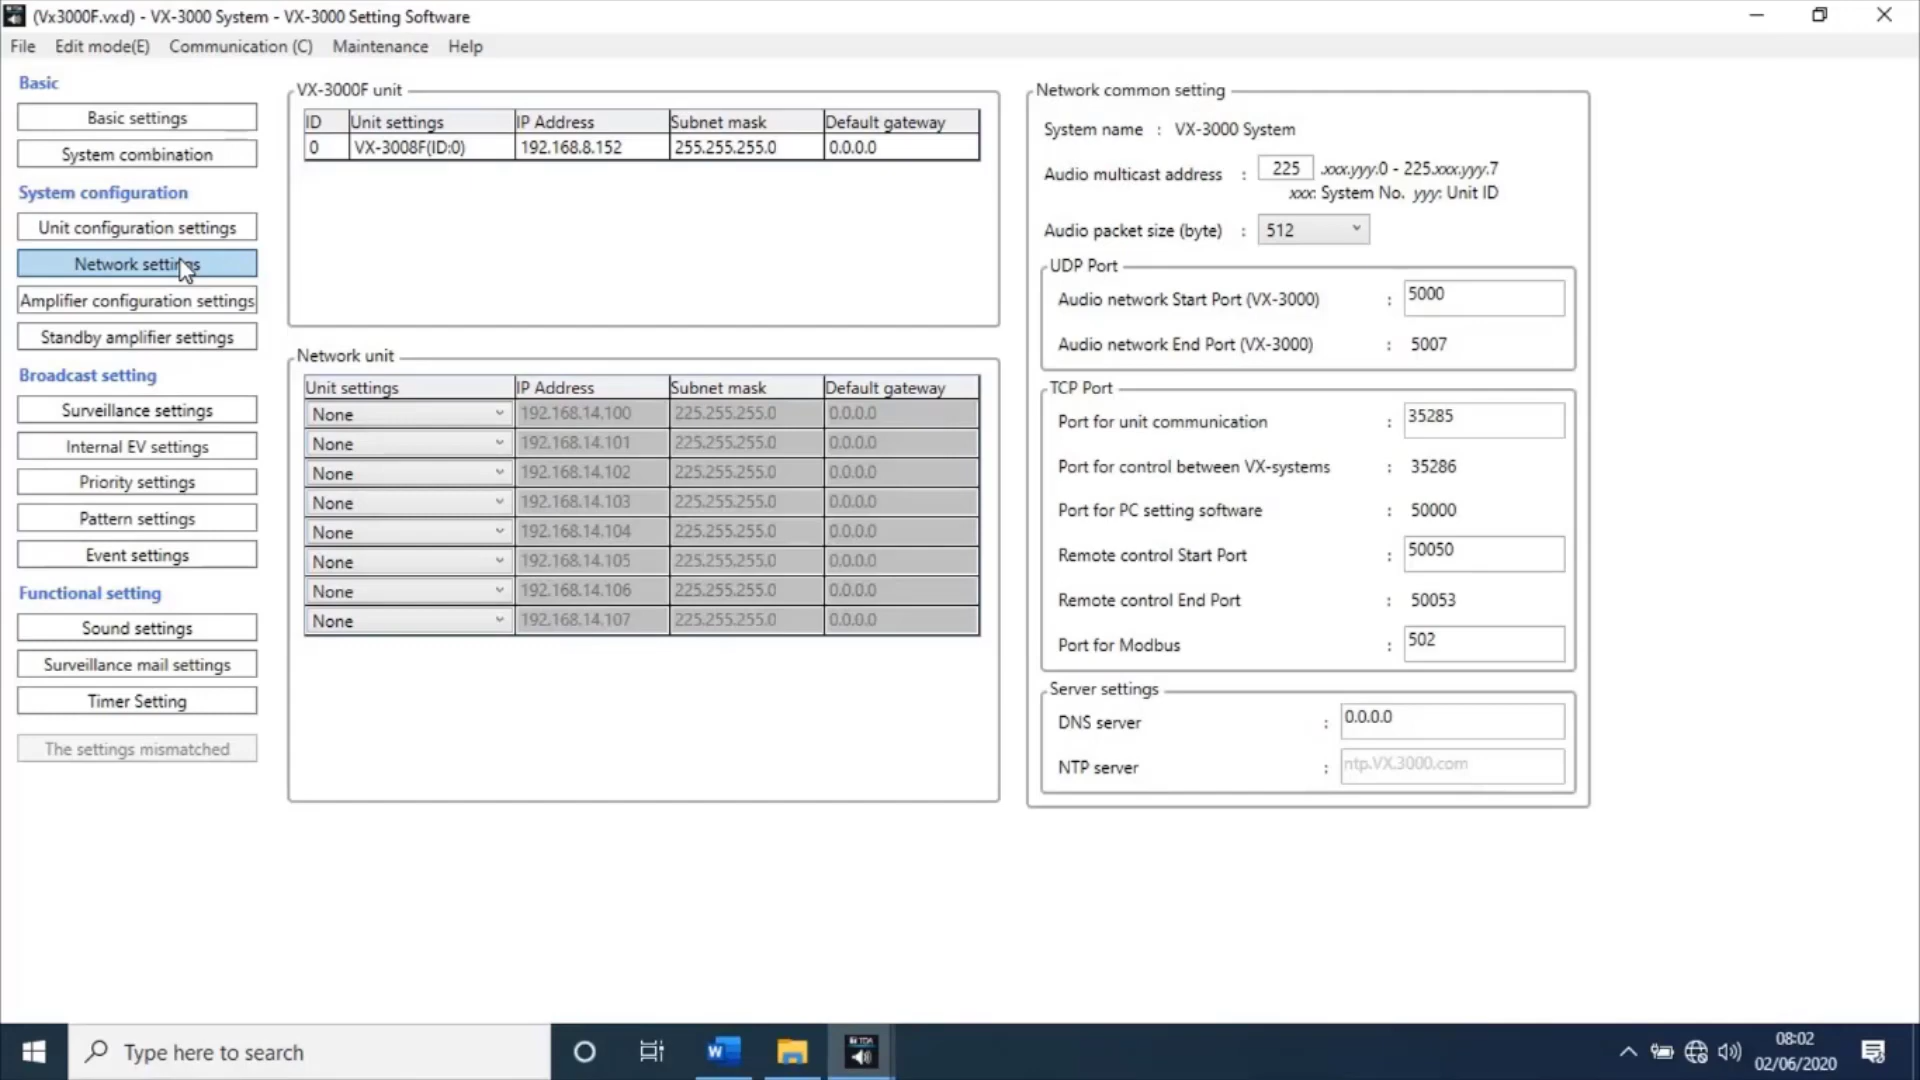 (Vx3000F.vxd) - VX-3000 System - VX-3000 Setting Software
File Edit mode(E) Communication (C) Maintenance Help
Basic
Basic settings
System combination
System configuration
Unit configuration settings
Network settings
Amplifier configuration settings
Standby amplifier settings
Broadcast setting
Surveillance settings
Internal EV settings
Priority settings
Pattern settings
Event settings
Functional setting
Sound settings
Surveillance mail settings
Timer Setting
The settings mismatched
VX-3000F unit
ID Unit settings IP Address Subnet mask Default gateway
0 VX-3008F(ID:0) 192.168.8.152 255.255.255.0 0.0.0.0
Network unit
Unit settings IP Address Subnet mask Default gateway
None 192.168.14.100 225.255.255.0 0.0.0.0
None 192.168.14.101 225.255.255.0 0.0.0.0
None 192.168.14.102 225.255.255.0 0.0.0.0
None 192.168.14.103 225.255.255.0 0.0.0.0
None 192.168.14.104 225.255.255.0 0.0.0.0
None 192.168.14.105 225.255.255.0 0.0.0.0
None 192.168.14.106 225.255.255.0 0.0.0.0
None 192.168.14.107 225.255.255.0 0.0.0.0
Network common setting
System name : VX-3000 System
Audio multicast address : 225 .xxx.yyy.0 - 225.xxx.yyy.7
xxx: System No. yyy: Unit ID
Audio packet size (byte) : 512
UDP Port
Audio network Start Port (VX-3000) : 5000
Audio network End Port (VX-3000) : 5007
TCP Port
Port for unit communication : 35285
Port for control between VX-systems : 35286
Port for PC setting software : 50000
Remote control Start Port : 50050
Remote control End Port : 50053
Port for Modbus : 502
Server settings
DNS server : 0.0.0.0
NTP server : ntp.VX.3000.com
Type here to search
08:02
02/06/2020